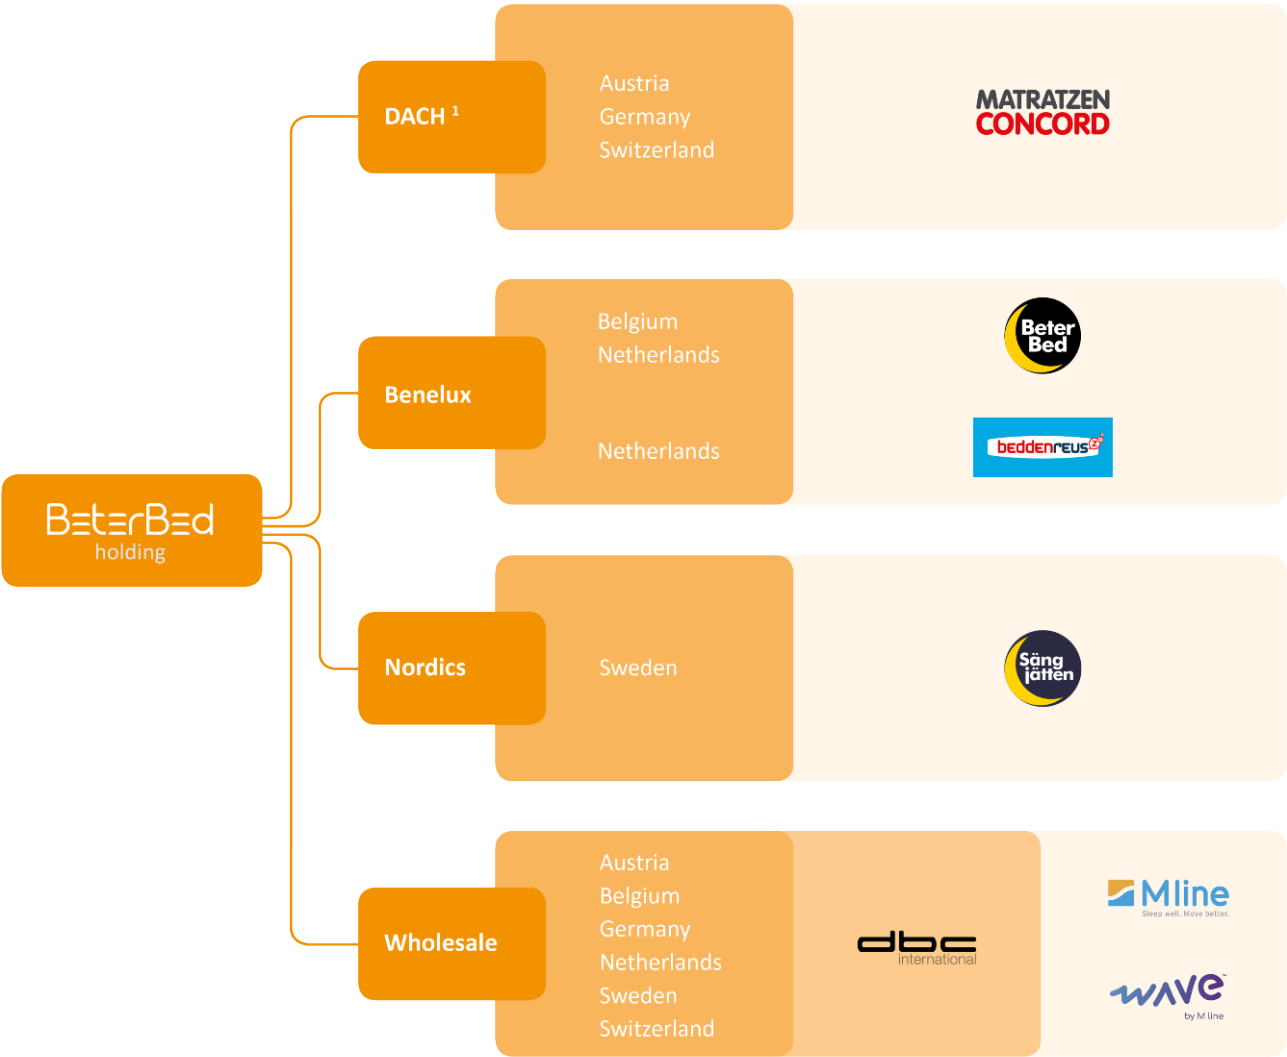 BeterBed
holding
DACH 1
Austria
Germany
Switzerland
MATRATZEN
CONCORD
Benelux
Belgium
Netherlands
Beter
Bed
Netherlands
beddenreus
Nordics
Sweden
Säng
jätten
Wholesale
Austria
Belgium
Germany
Netherlands
Sweden
Switzerland
dbc
international
Mline
Sleep well. Move better.
wave™
by M line